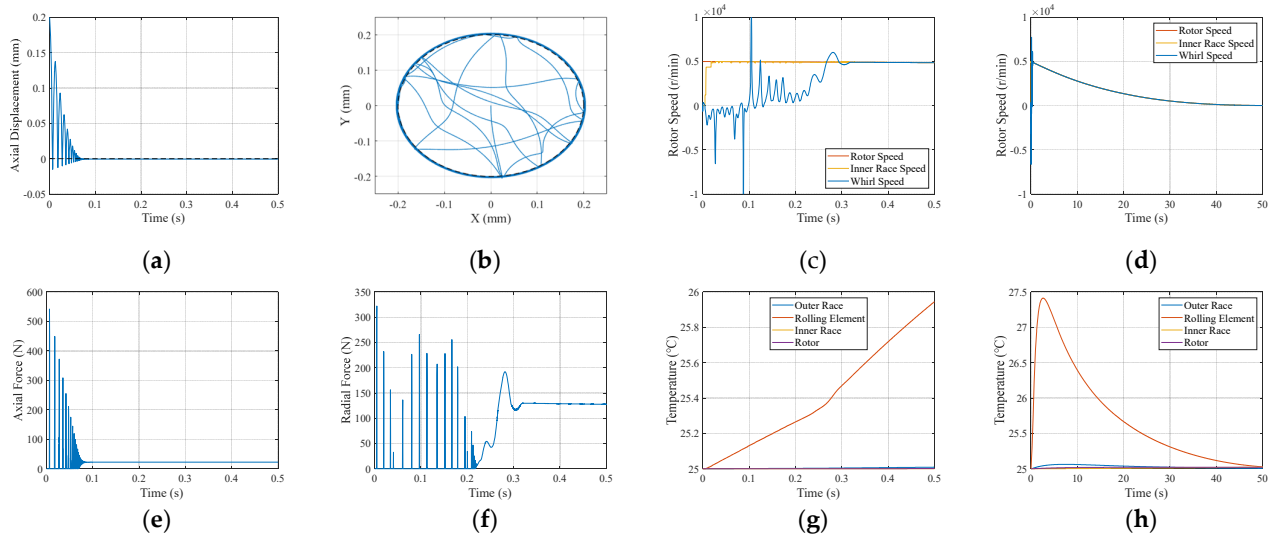 0.2
0.15
0.1
0.05
0
-0.05
Axial Displacement (mm)
0 0.1 0.2 0.3 0.4 0.5
Time (s)
(a)
0.2
0.1
0
-0.1
-0.2
Y (mm)
-0.2 -0.1 0 0.1 0.2
X (mm)
(b)
×10⁴
1
0.5
0
0.5
1
Rotor Speed (r/min)
Rotor Speed
Inner Race Speed
Whirl Speed
0 0.1 0.2 0.3 0.4 0.5
Time (s)
(c)
×10⁴
1
0.5
0
0.5
1
Rotor Speed (r/min)
Rotor Speed
Inner Race Speed
Whirl Speed
0 10 20 30 40 50
Time (s)
(d)
600
500
400
300
200
100
0
Axial Force (N)
0 0.1 0.2 0.3 0.4 0.5
Time (s)
(e)
350
300
250
200
150
100
50
0
Radial Force (N)
0 0.1 0.2 0.3 0.4 0.5
Time (s)
(f)
26
25.8
25.6
25.4
25.2
25
Temperature (°C)
Outer Race
Rolling Element
Inner Race
Rotor
0 0.1 0.2 0.3 0.4 0.5
Time (s)
(g)
27.5
27
26.5
26
25.5
25
Temperature (°C)
Outer Race
Rolling Element
Inner Race
Rotor
0 10 20 30 40 50
Time (s)
(h)